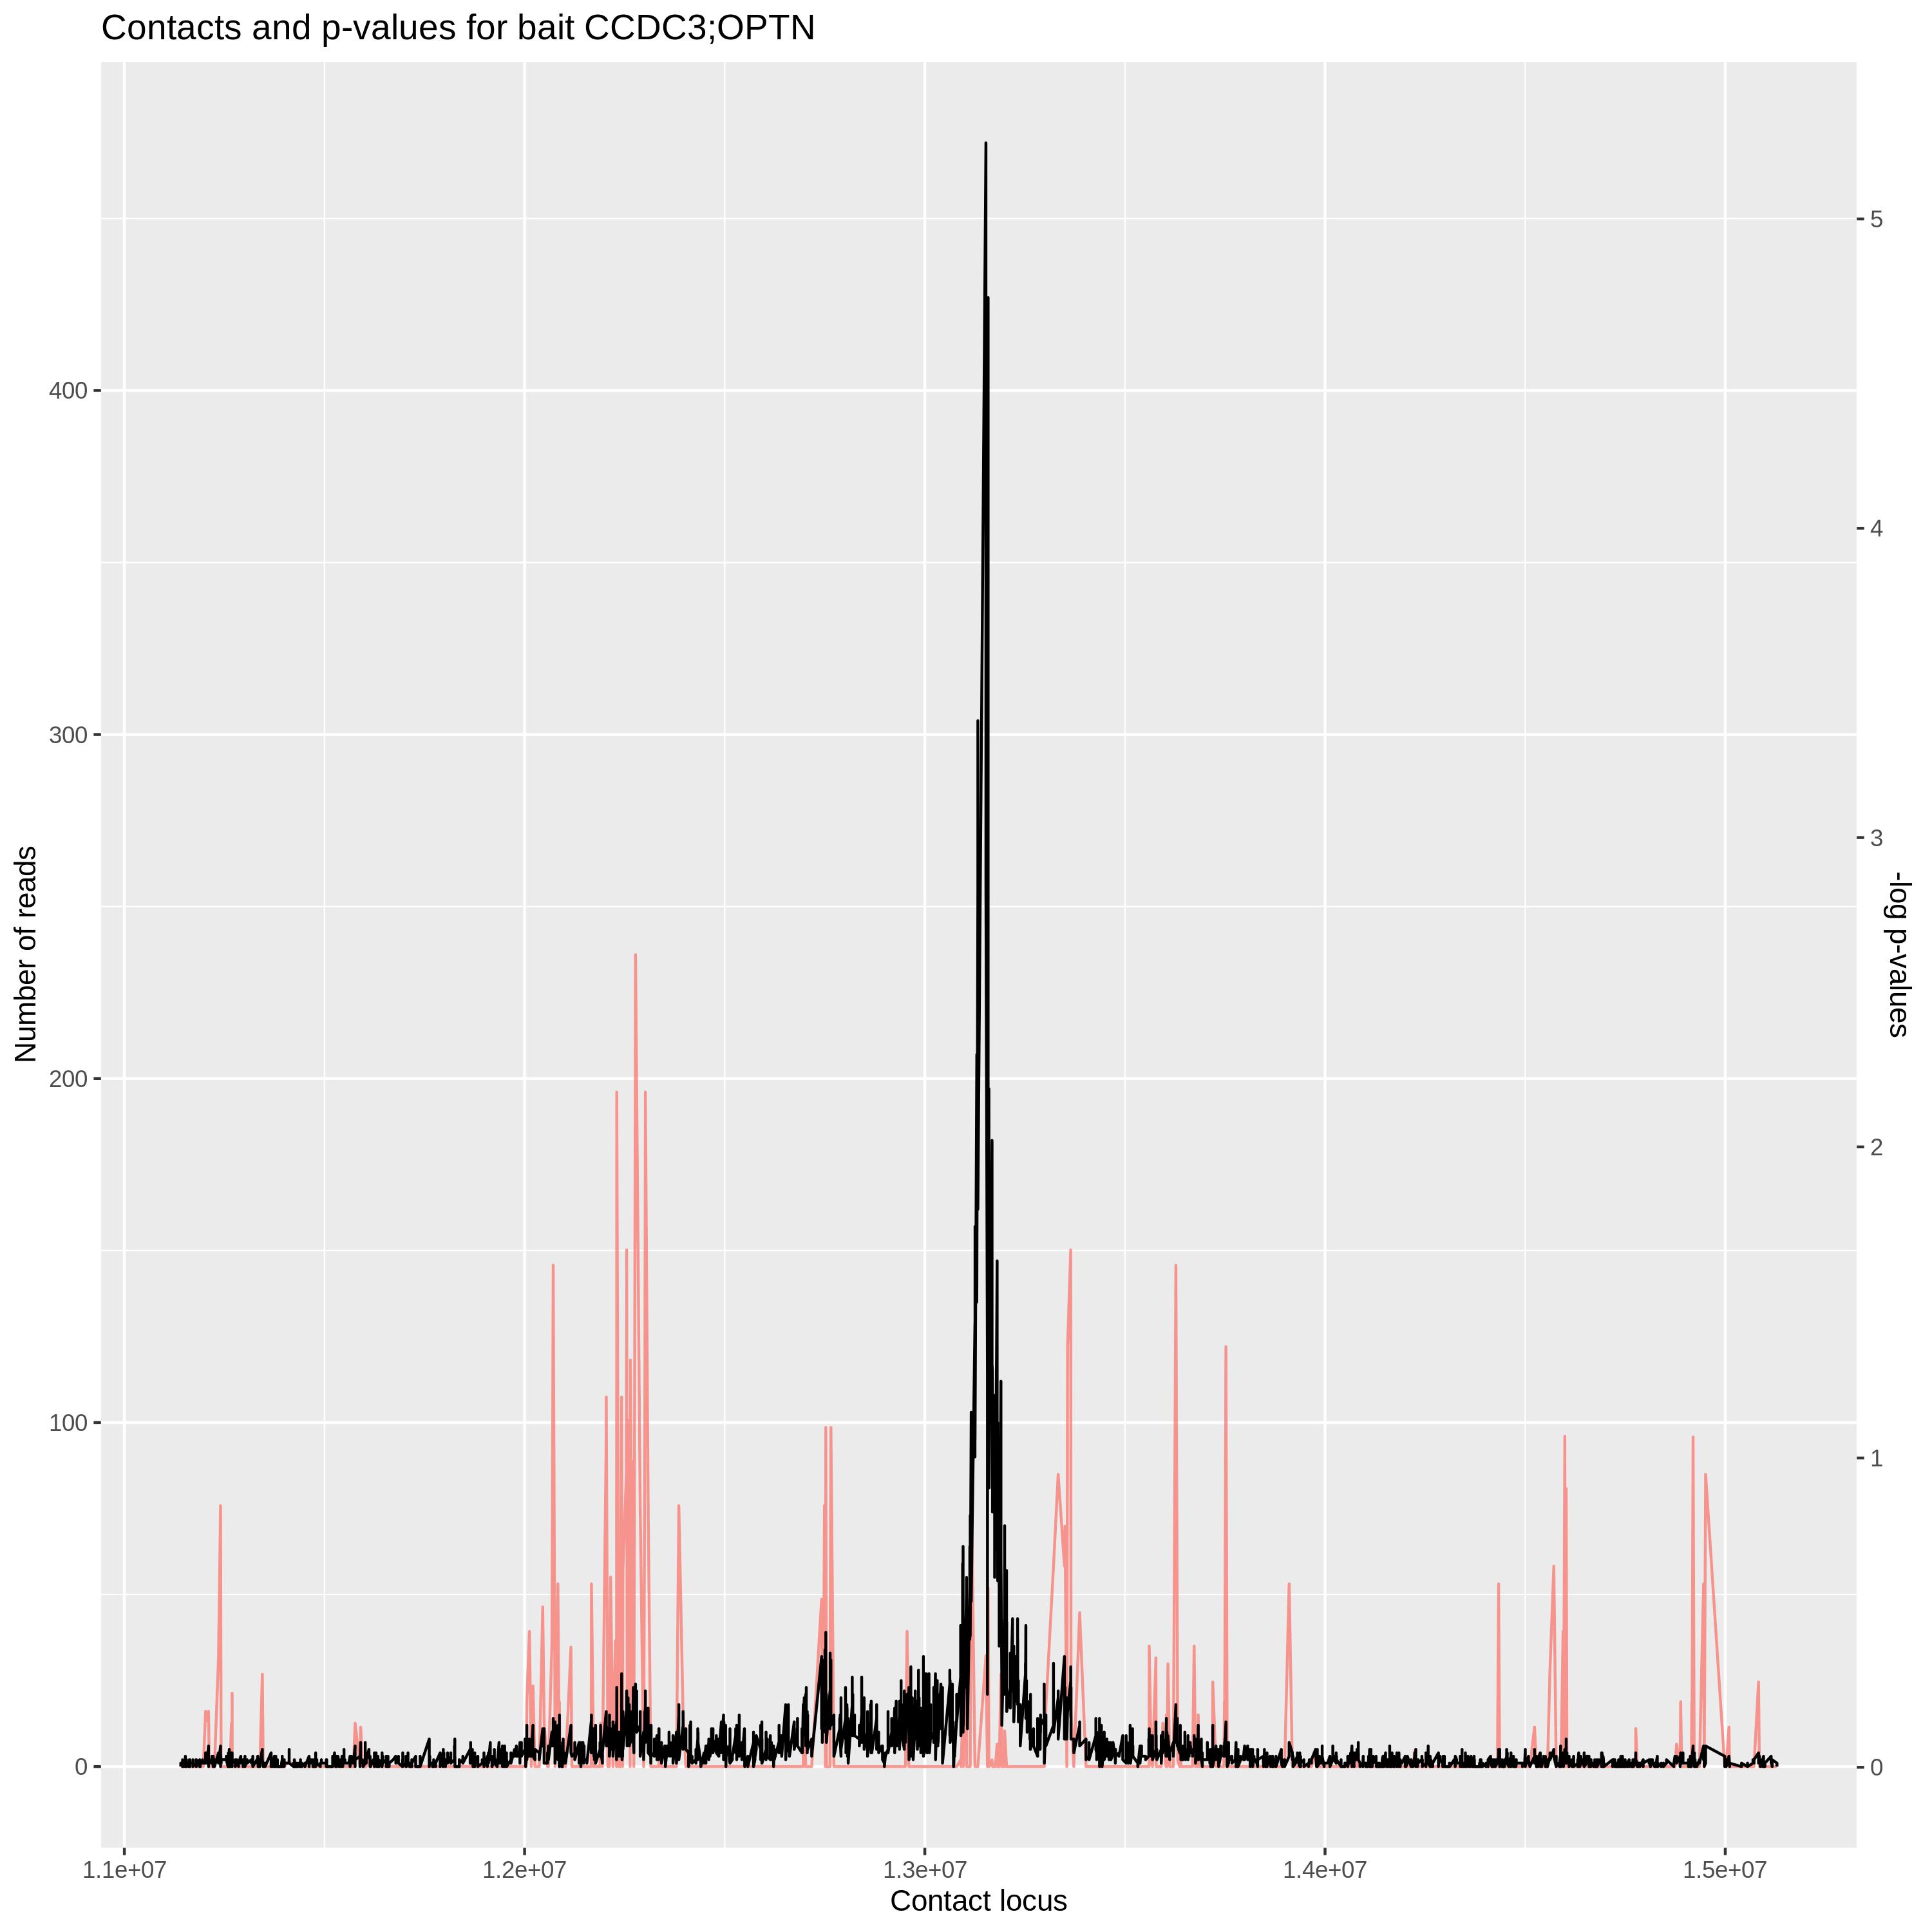 Contacts and p-values for bait CCDC3;OPTN
Number of reads
400
300
200
100
0
5
4
3
2
1
0
-log p-values
1.1e+07
1.2e+07
1.3e+07
1.4e+07
1.5e+07
Contact locus